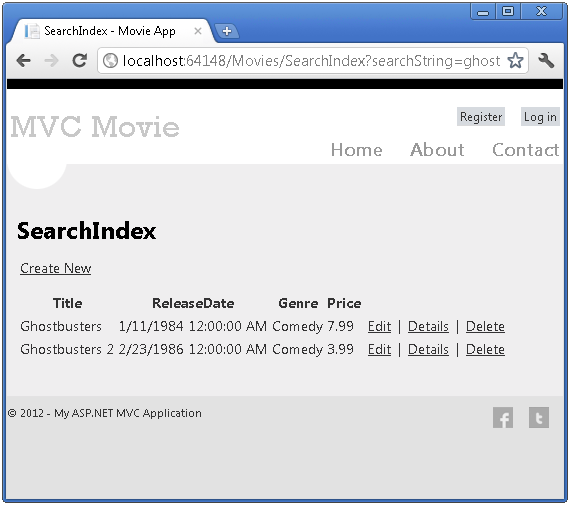 SearchIndex - Movie App
localhost:64148/Movies/SearchIndex?searchString=ghost
Register Log in
MVC Movie
Home About Contact
SearchIndex
Create New
Title ReleaseDate Genre Price
Ghostbusters 1/11/1984 12:00:00 AM Comedy 7.99 Edit | Details | Delete
Ghostbusters 2 2/23/1986 12:00:00 AM Comedy 3.99 Edit | Details | Delete
© 2012 - My ASP.NET MVC Application